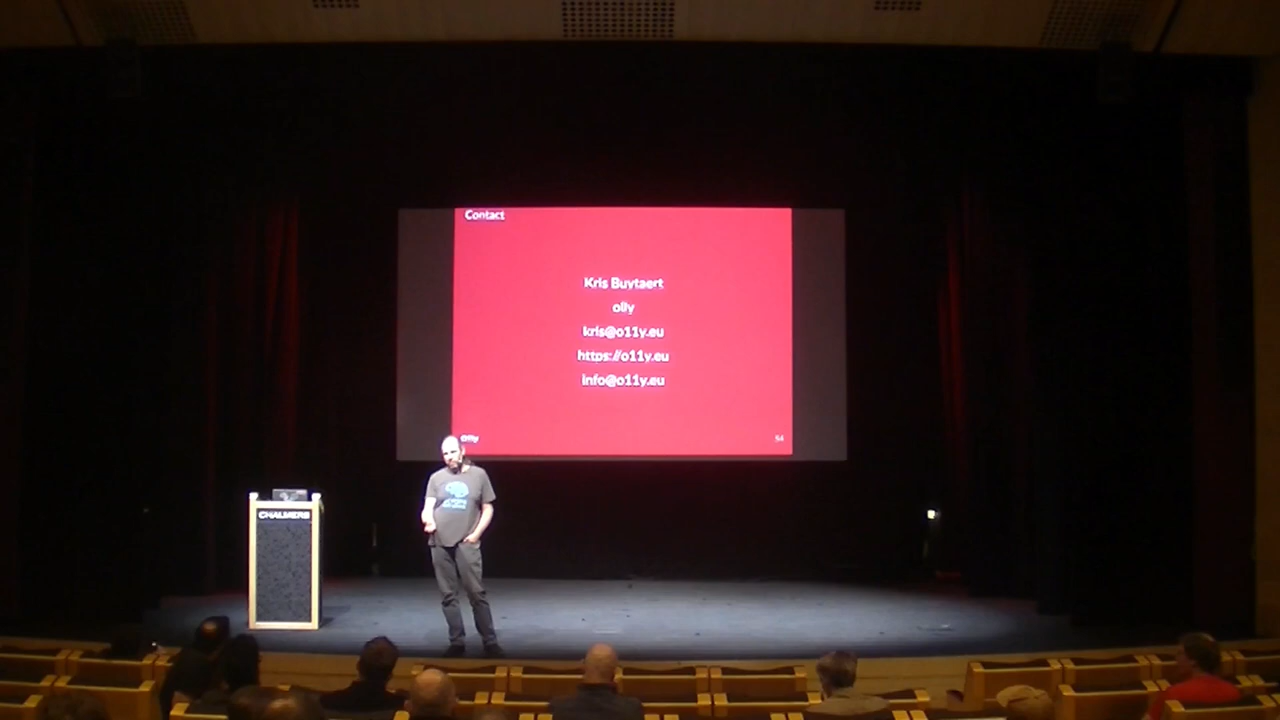 Contact
Kris Buytaert
o11y
kris@o11y.eu
https://o11y.eu
info@o11y.eu
O11y
54
CHALMERS